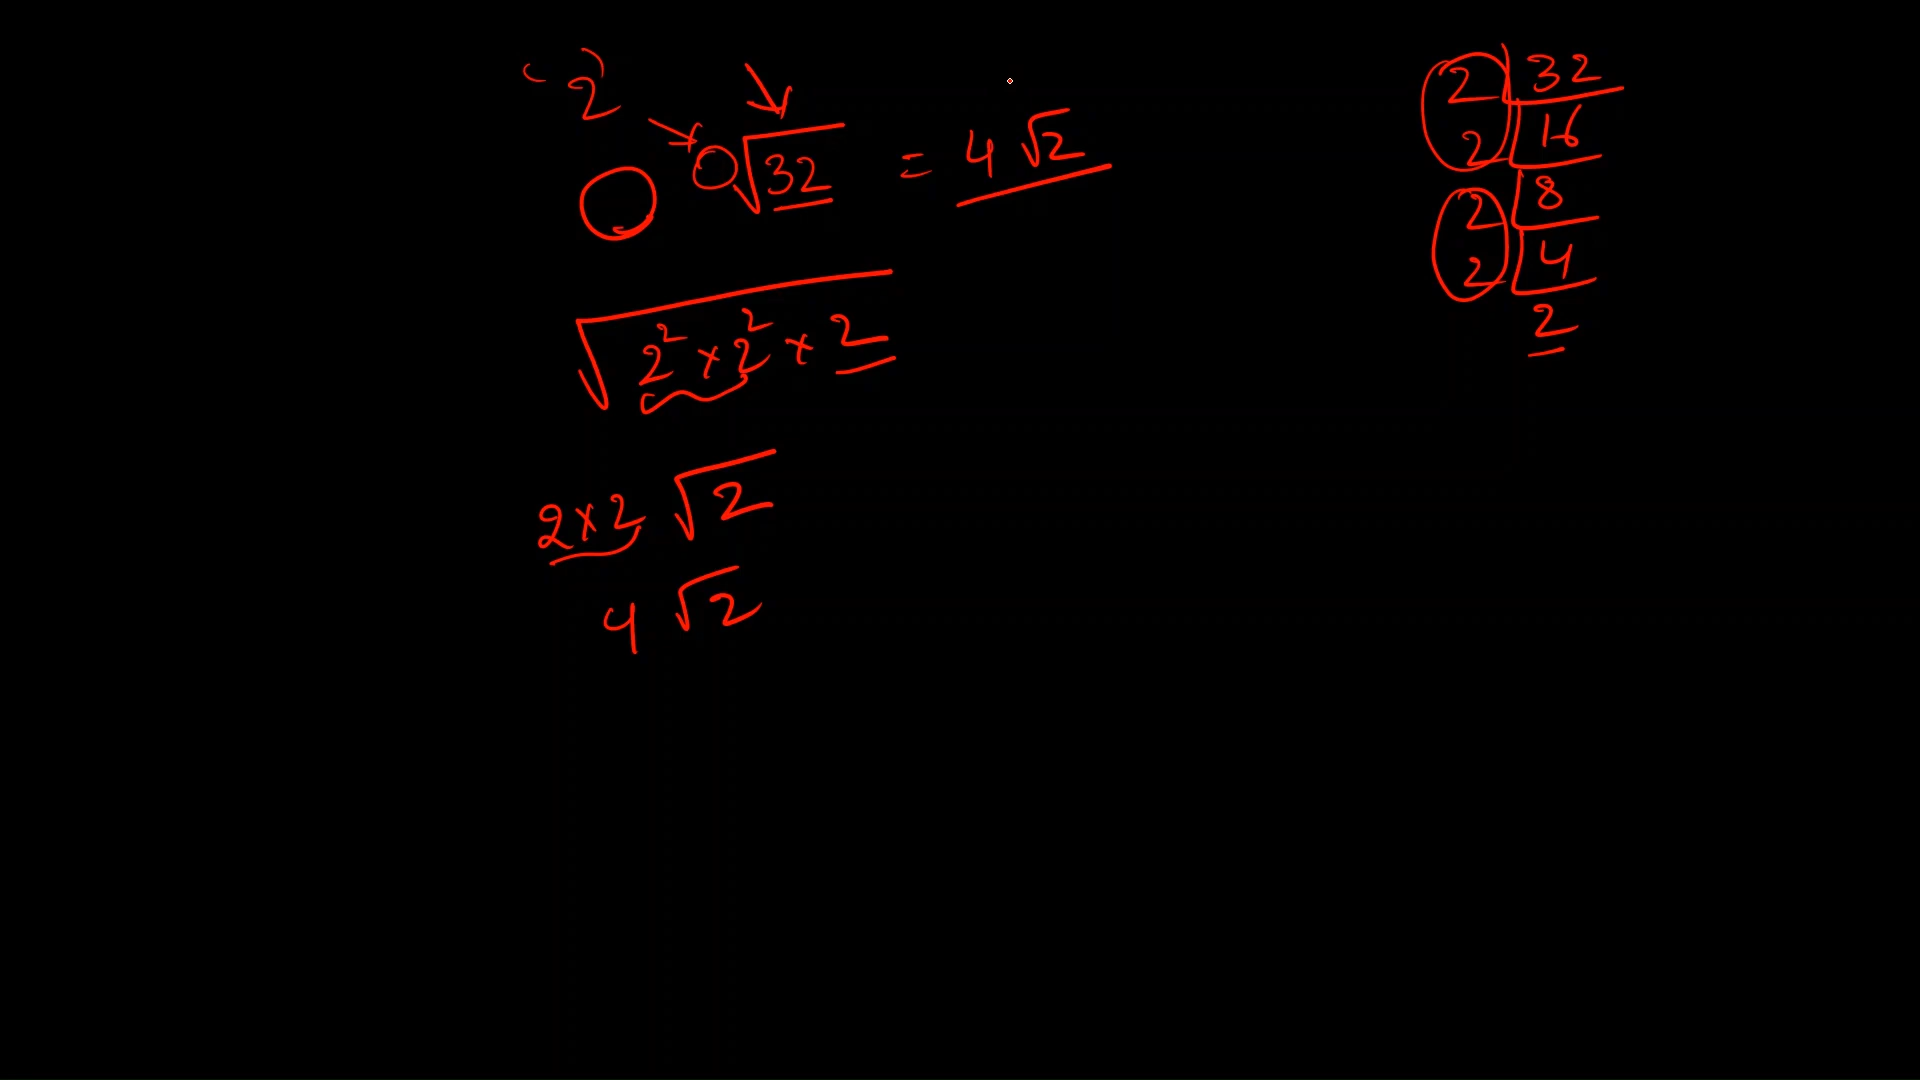 2
√32 = 4√2
√2² × 2² × 2
2×2 √2
4 √2
2 | 32
2 | 16
2 | 8
2 | 4
2